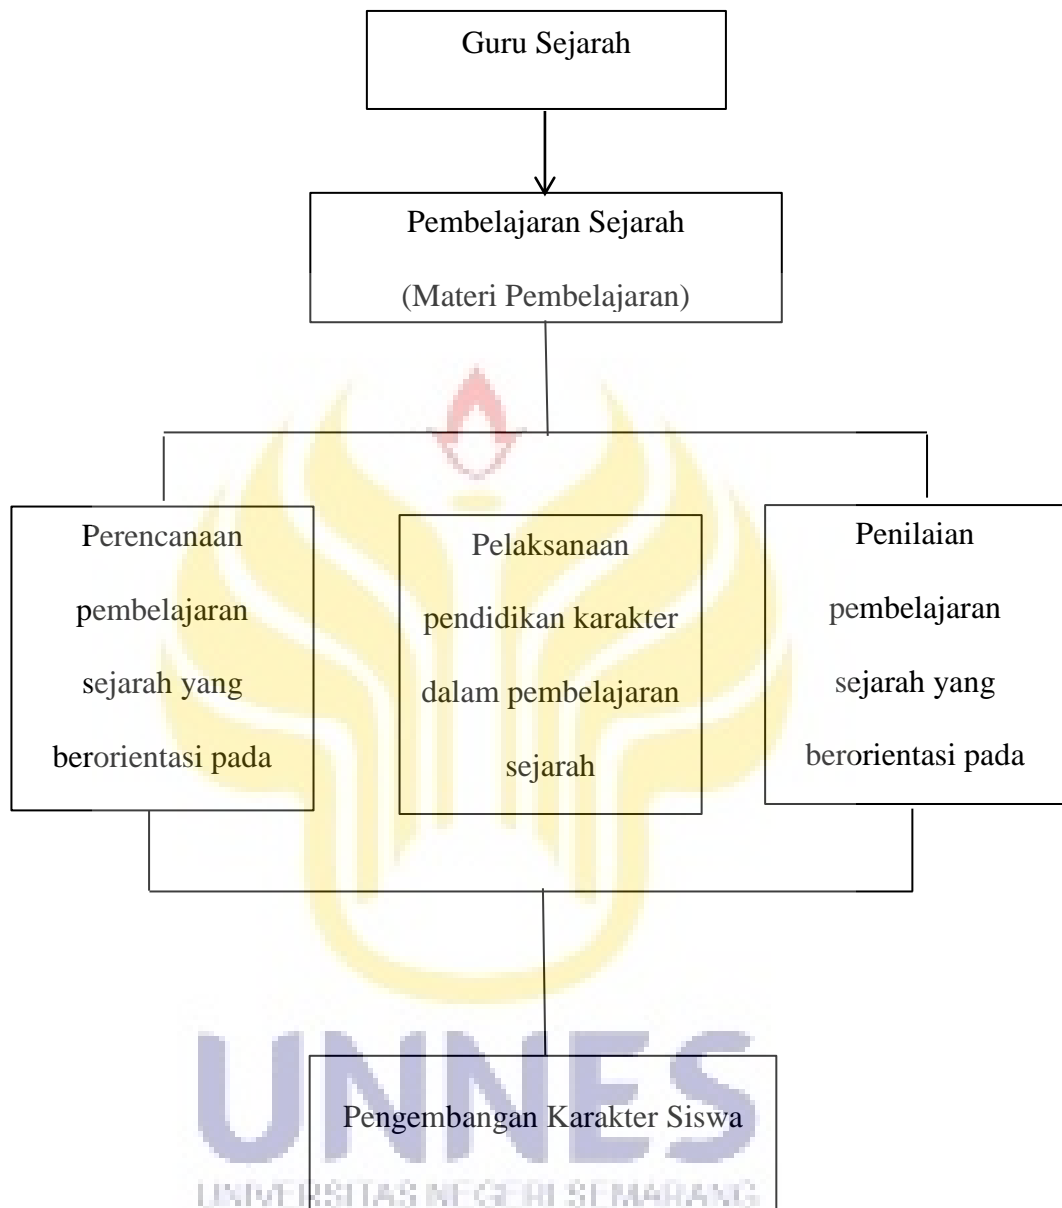 Guru Sejarah
Pembelajaran Sejarah
(Materi Pembelajaran)
Perencanaan
pembelajaran
sejarah yang
berorientasi pada
Pelaksanaan
pendidikan karakter
dalam pembelajaran
sejarah
Penilaian
pembelajaran
sejarah yang
berorientasi pada
Pengembangan Karakter Siswa
UNNES
UNIVERSITAS NEGERI SEMARANG